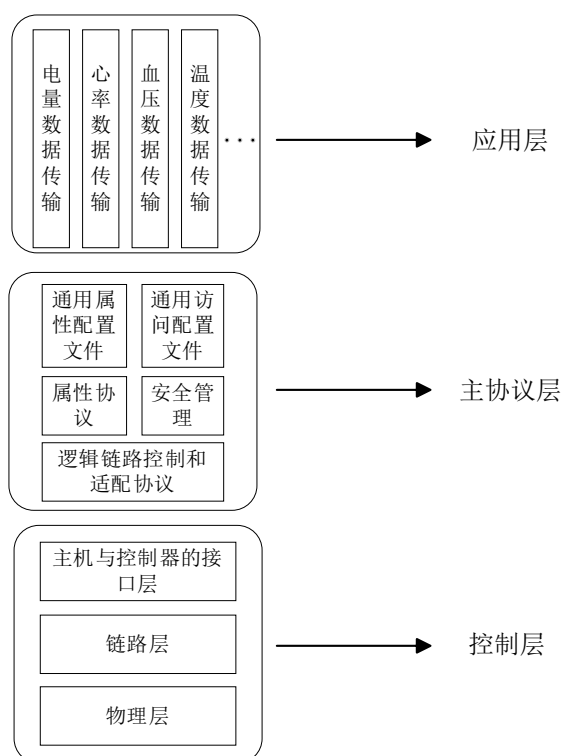 电量数据传输
心率数据传输
血压数据传输
温度数据传输
···
应用层
通用属
性配置
文件
通用访
问配置
文件
属性协
议
安全管
理
逻辑链路控制和
适配协议
主协议层
主机与控制器的接
口层
链路层
物理层
控制层